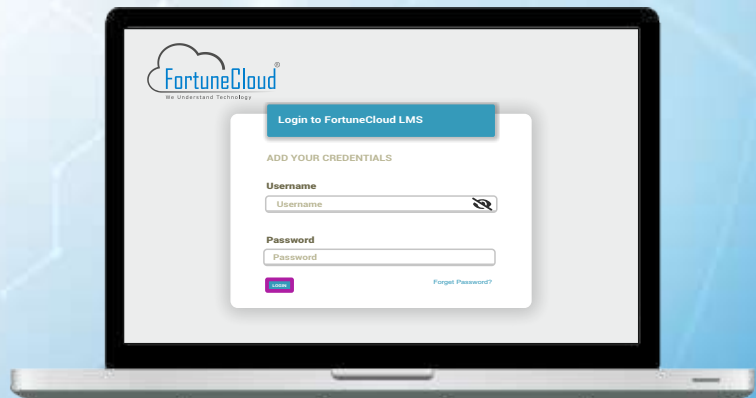 FortuneCloud®
We Understand Technology
Login to FortuneCloud LMS
ADD YOUR CREDENTIALS
Username
Username
Password
Password
LOGIN
Forget Password?